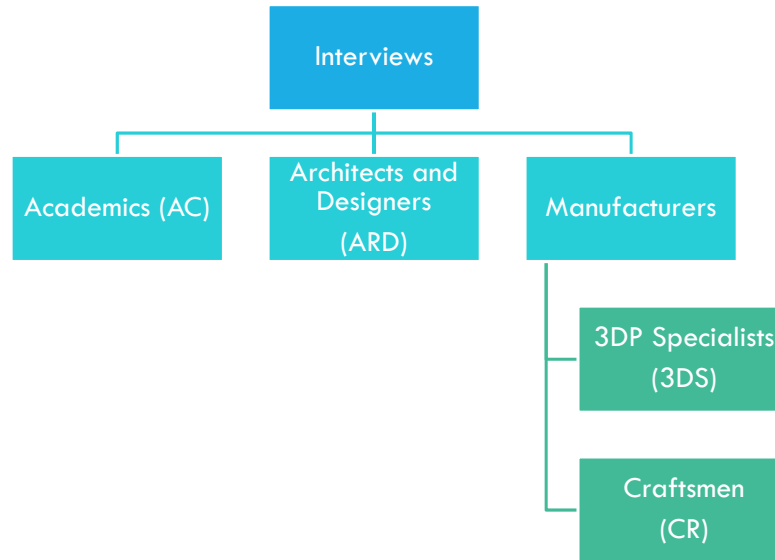 Interviews
Academics (AC)
Architects and
Designers
(ARD)
Manufacturers
3DP Specialists
(3DS)
Craftsmen
(CR)